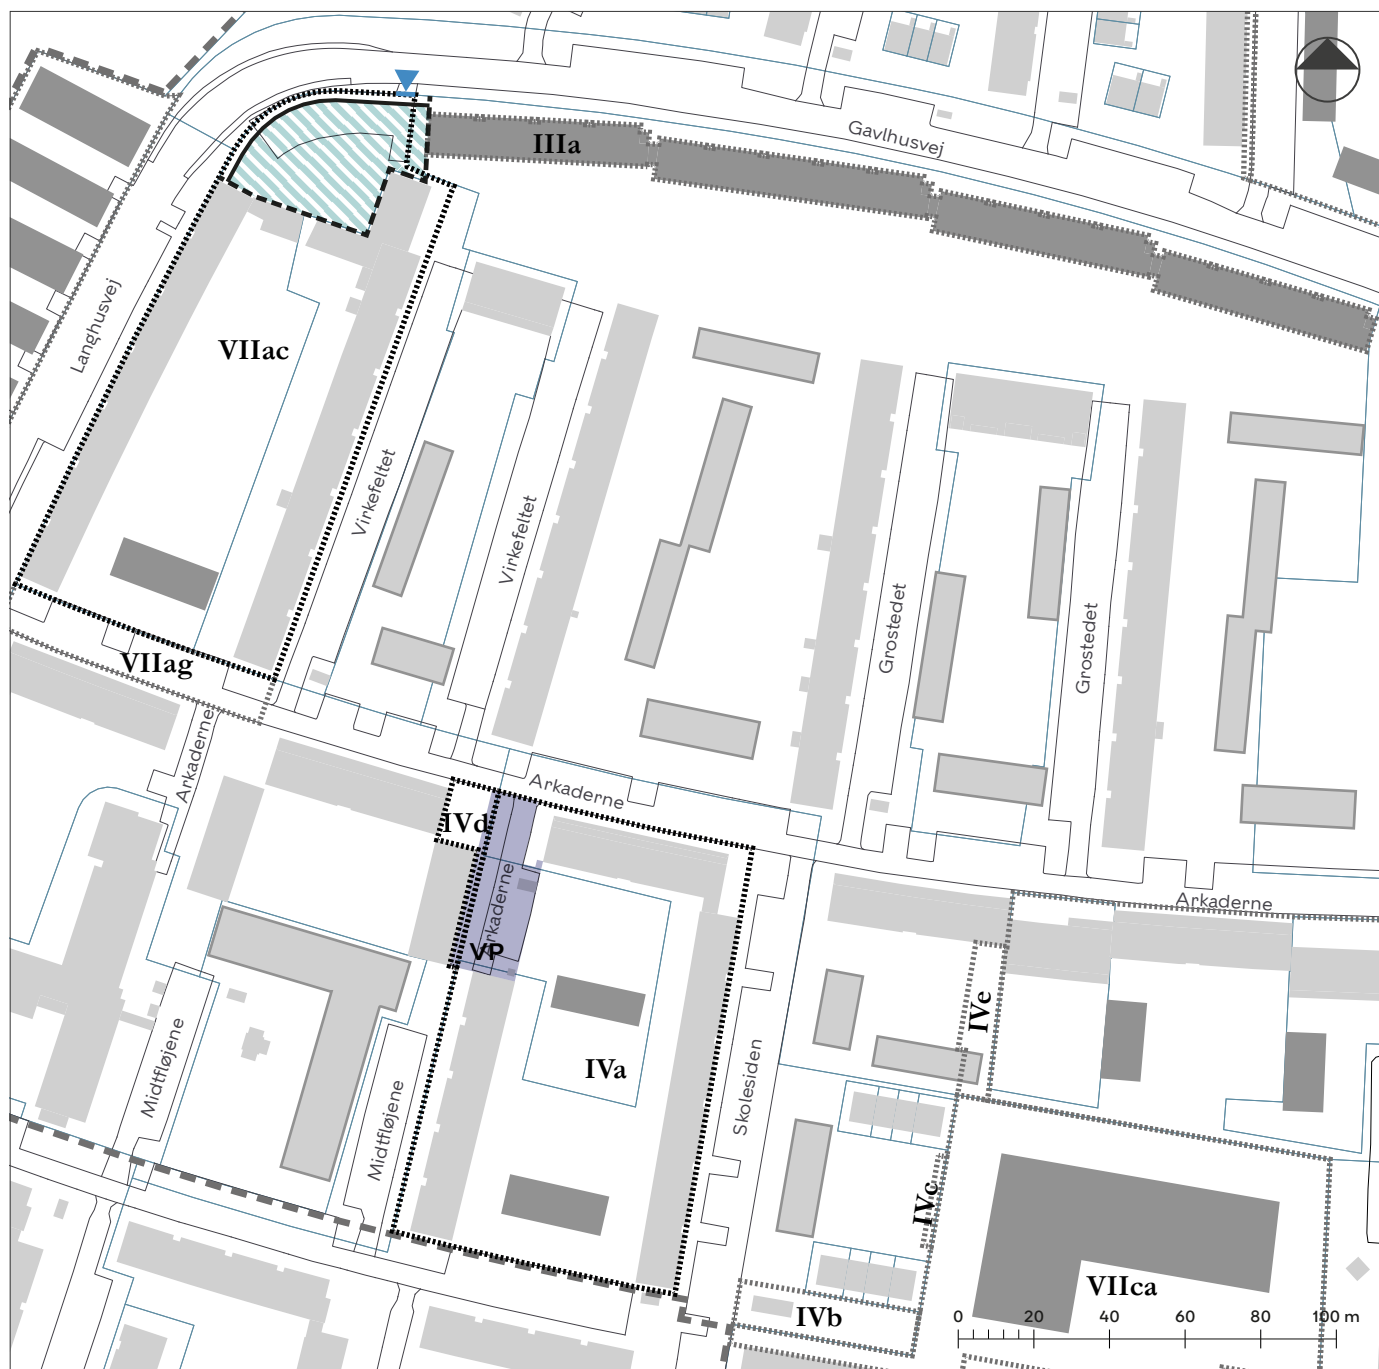 Gavlhusvej
IIIa
Langhusvej
VIIac
Virkefeltet
Virkefeltet
Grostedet
Grostedet
VIIag
Arkaderne
Arkaderne
IVd
Arkaderne
VP
Arkaderne
IVe
Midtfløjene
Midtfløjene
IVa
Skolesiden
IVc
VIIca
IVb
0 20 40 60 80 100 m